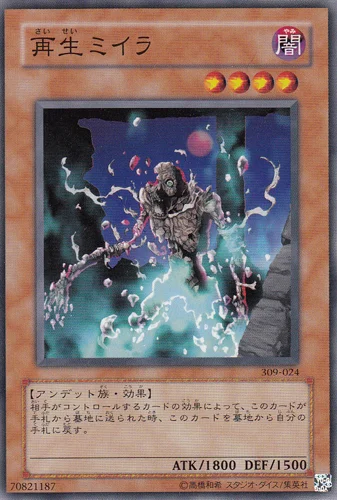 さい せい
再生ミイラ
やみ
闇
309-024
【アンデット族・効果】
相手がコントロールするカードの効果によって、このカードが
手札から墓地に送られた時、このカードを墓地から自分の
手札に戻す。
ATK/1800 DEF/1500
70821187
©高橋和希 スタジオ・ダイス/集英社